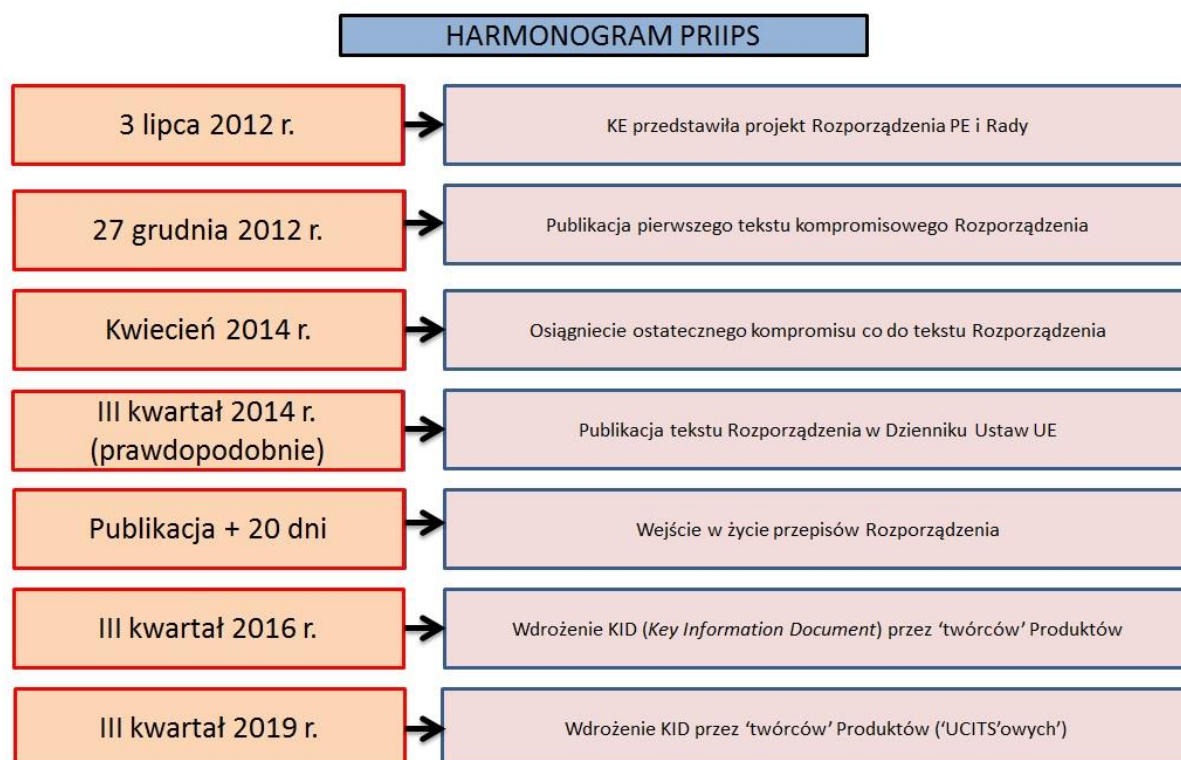 HARMONOGRAM PRIIPS
3 lipca 2012 r.
KE przedstawiła projekt Rozporządzenia PE i Rady
27 grudnia 2012 r.
Publikacja pierwszego tekstu kompromisowego Rozporządzenia
Kwiecień 2014 r.
Osiągniecie ostatecznego kompromisu co do tekstu Rozporządzenia
III kwartał 2014 r.
(prawdopodobnie)
Publikacja tekstu Rozporządzenia w Dzienniku Ustaw UE
Publikacja + 20 dni
Wejście w życie przepisów Rozporządzenia
III kwartał 2016 r.
Wdrożenie KID (Key Information Document) przez ‘twórców’ Produktów
III kwartał 2019 r.
Wdrożenie KID przez ‘twórców’ Produktów (‘UCITS’owych’)